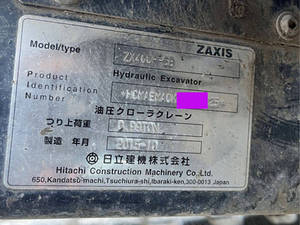 ZAXIS
Model/type
Product Identification Number
Hydraulic Excavator
油圧クローラクレーン
つり上荷重
製造 年月
日立建機株式会社
Hitachi Construction Machinery Co.,Ltd.
650,Kandatsu-machi,Tsuchiura-shi,Ibaraki-ken,300-0013 Japan